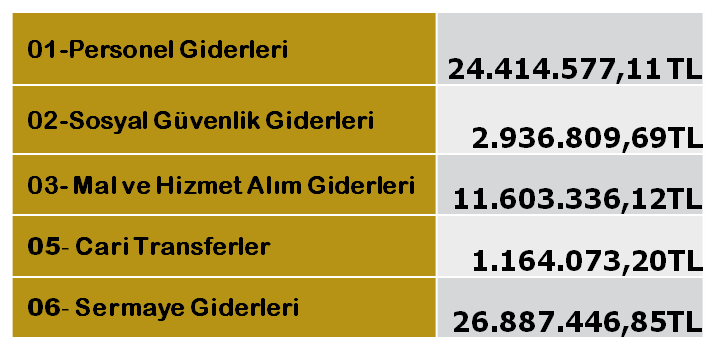 01-Personel Giderleri
24.414.577,11 TL
02-Sosyal Güvenlik Giderleri
2.936.809,69TL
03- Mal ve Hizmet Alım Giderleri
11.603.336,12TL
05- Cari Transferler
1.164.073,20TL
06- Sermaye Giderleri
26.887.446,85TL